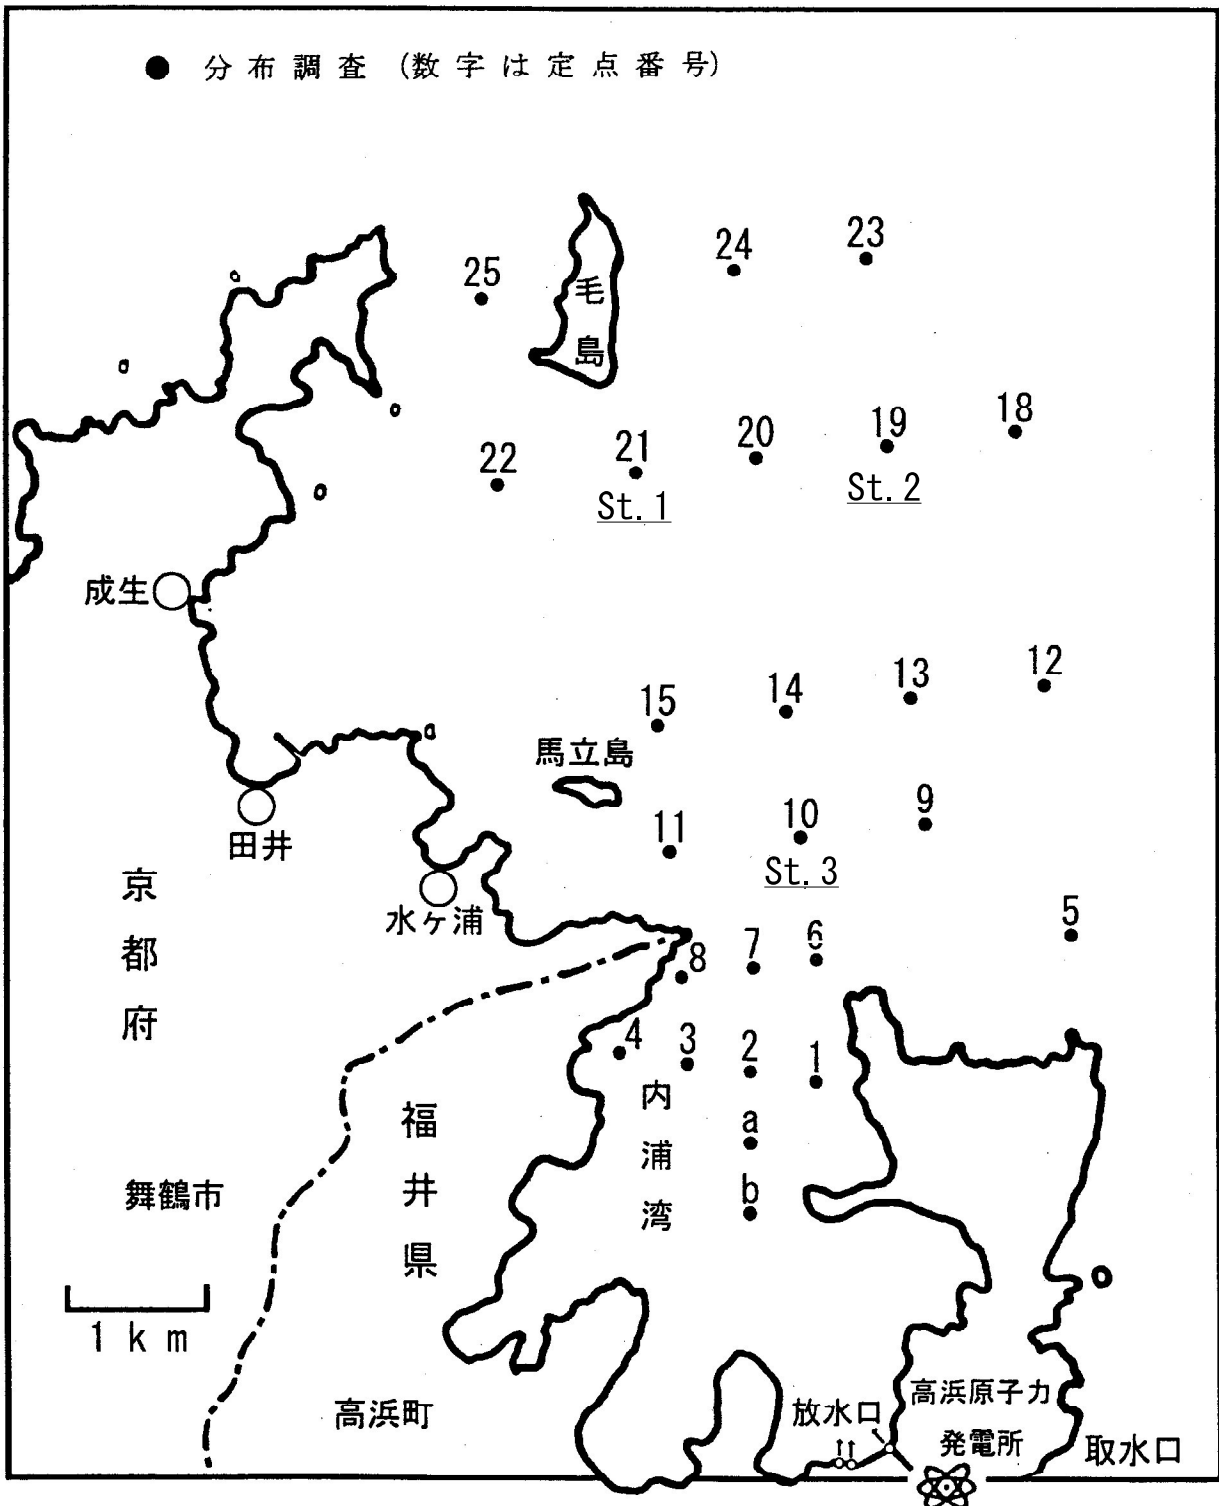 ● 分布調査 (数字は定点番号)
23
24
25
毛島
18
19
20
21
22
St. 2
St. 1
成生
12
13
14
15
馬立島
9
10
11
St. 3
田井
水ヶ浦
京都府
5
6
7
8
4
3
2
1
内浦湾
a
b
福井県
舞鶴市
1 km
高浜町
放水口
高浜原子力
発電所
取水口